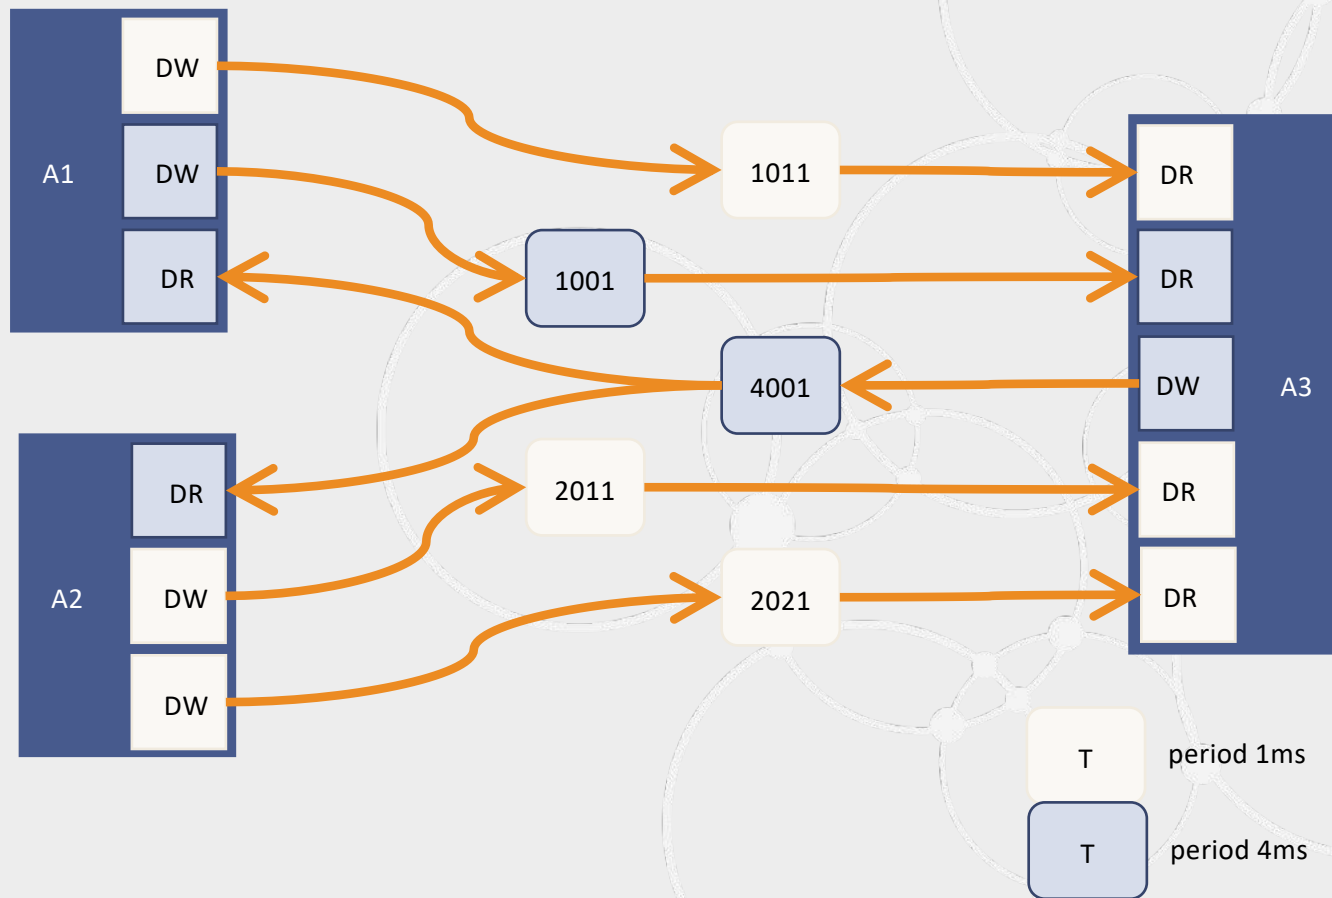 DW
1011
DR
A1
DW
1001
DR
DR
4001
DW
A3
DR
2011
DR
A2
DW
2021
DR
DW
T
period 1ms
T
period 4ms